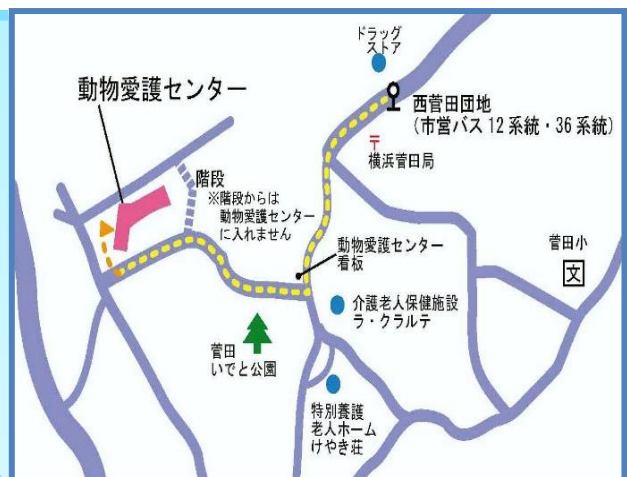 ドラッグ
ストア
動物愛護センター
西菅田団地
(市営バス12系統・36系統)
〒
横浜菅田局
階段
※階段からは
動物愛護センター
に入れません
動物愛護センター
看板
菅田小
文
介護老人保健施設
ラ・クラルテ
菅田
いでと公園
特別養護
老人ホーム
けやき荘